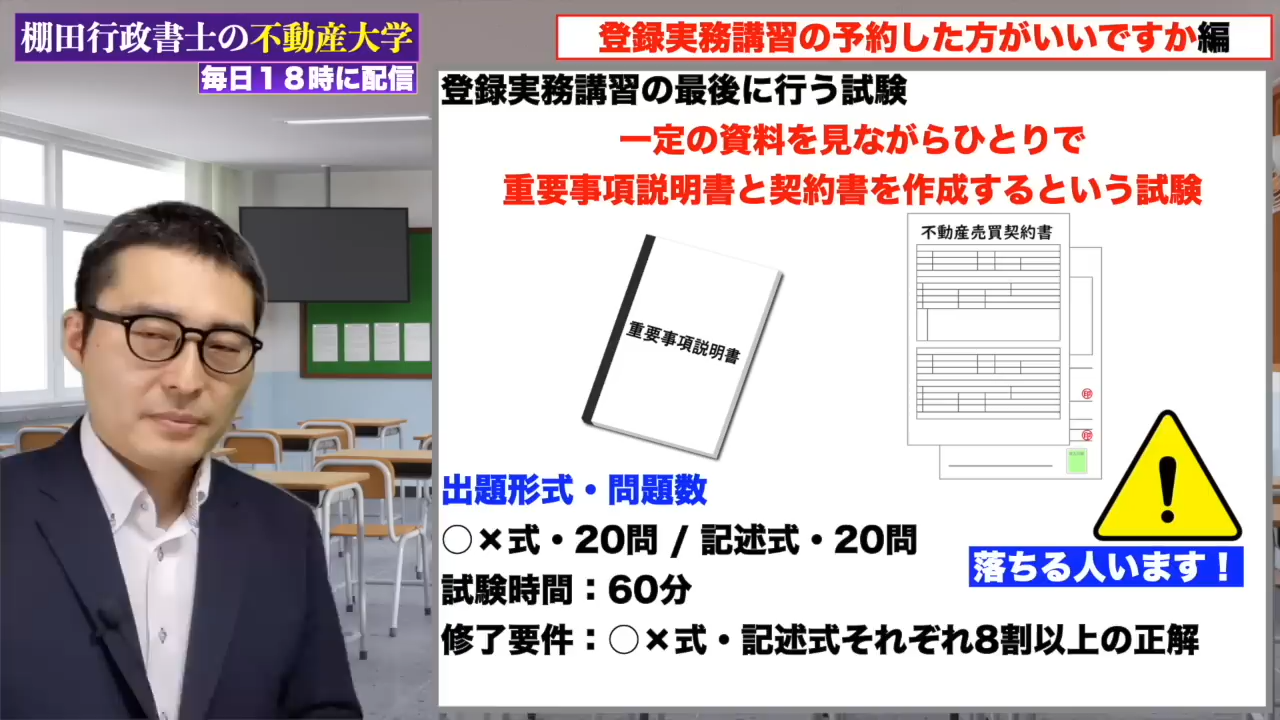 棚田行政書士の不動産大学
毎日18時に配信
登録実務講習の予約した方がいいですか編
登録実務講習の最後に行う試験
一定の資料を見ながらひとりで
重要事項説明書と契約書を作成するという試験
重要事項説明書
不動産売買契約書
出題形式・問題数
○×式・20問 / 記述式・20問
試験時間：60分
修了要件：○×式・記述式それぞれ8割以上の正解
落ちる人います！